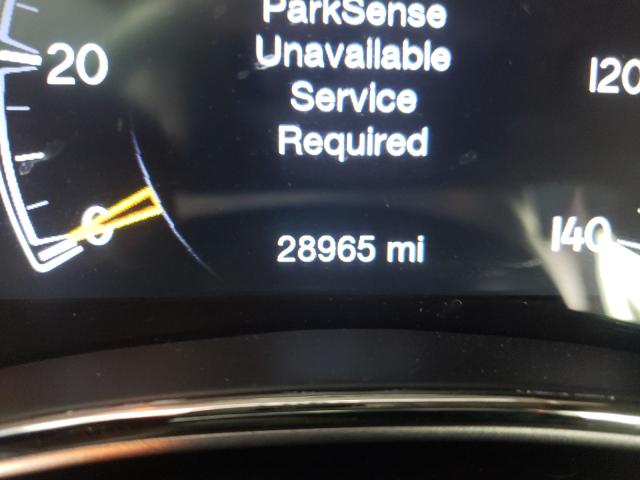 ParkSense
Unavailable
Service
Required
20
120
0
28965 mi
140